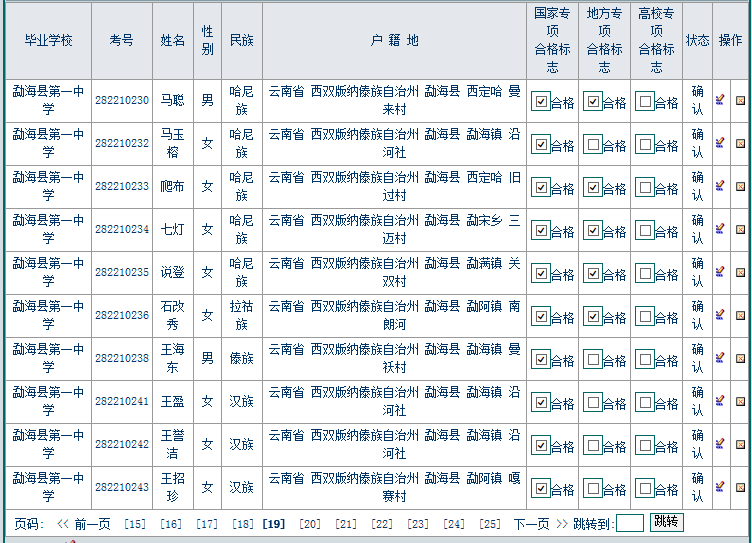 毕业学校 考号 姓名 性别 民族 户 籍 地 国家专项合格标志 地方专项合格标志 高校专项合格标志 状态 操作
勐海县第一中学 282210230 马聪 男 哈尼族 云南省 西双版纳傣族自治州 勐海县 西定哈 曼来村 合格 合格 合格 确认
勐海县第一中学 282210232 马玉榕 女 哈尼族 云南省 西双版纳傣族自治州 勐海县 勐海镇 沿河社 合格 合格 合格 确认
勐海县第一中学 282210233 爬布 女 哈尼族 云南省 西双版纳傣族自治州 勐海县 西定哈 旧过村 合格 合格 合格 确认
勐海县第一中学 282210234 七灯 女 哈尼族 云南省 西双版纳傣族自治州 勐海县 勐宋乡 三迈村 合格 合格 合格 确认
勐海县第一中学 282210235 说登 女 哈尼族 云南省 西双版纳傣族自治州 勐海县 勐满镇 关双村 合格 合格 合格 确认
勐海县第一中学 282210236 石改秀 女 拉祜族 云南省 西双版纳傣族自治州 勐海县 勐阿镇 南朗河 合格 合格 合格 确认
勐海县第一中学 282210238 王海东 男 傣族 云南省 西双版纳傣族自治州 勐海县 勐海镇 曼袄村 合格 合格 合格 确认
勐海县第一中学 282210241 王盈 女 汉族 云南省 西双版纳傣族自治州 勐海县 勐海镇 沿河社 合格 合格 合格 确认
勐海县第一中学 282210242 王誉洁 女 汉族 云南省 西双版纳傣族自治州 勐海县 勐海镇 沿河社 合格 合格 合格 确认
勐海县第一中学 282210243 王招珍 女 汉族 云南省 西双版纳傣族自治州 勐海县 勐阿镇 嘎赛村 合格 合格 合格 确认
页码: << 前一页 [15] [16] [17] [18] [19] [20] [21] [22] [23] [24] [25] 下一页 >> 跳转到: 跳转